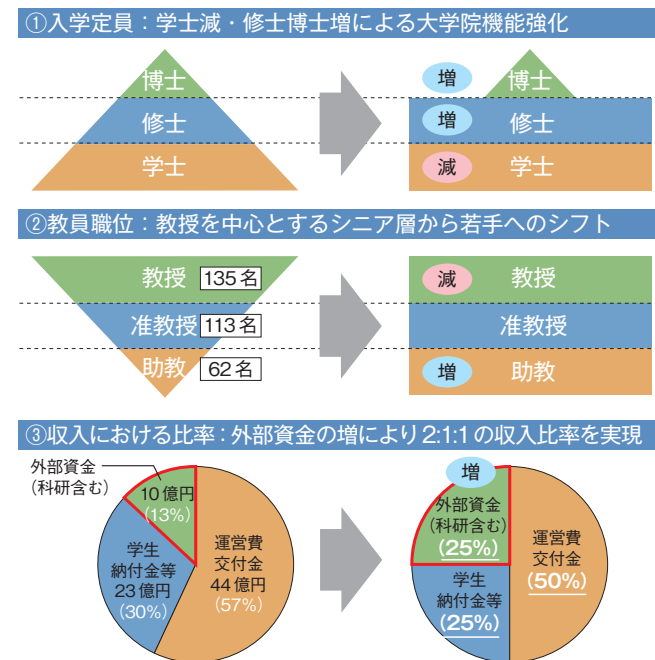 ①入学定員：学士減・修士博士増による大学院機能強化
博士
修士
学士
増
博士
増
修士
減
学士
②教員職位：教授を中心とするシニア層から若手へのシフト
教授 135名
准教授 113名
助教 62名
減
教授
准教授
増
助教
③収入における比率：外部資金の増により2:1:1の収入比率を実現
外部資金
（科研含む）
10億円
(13%)
学生
納付金等
23億円
(30%)
運営費
交付金
44億円
(57%)
増
外部資金
（科研含む）
(25%)
学生
納付金等
(25%)
運営費
交付金
(50%)